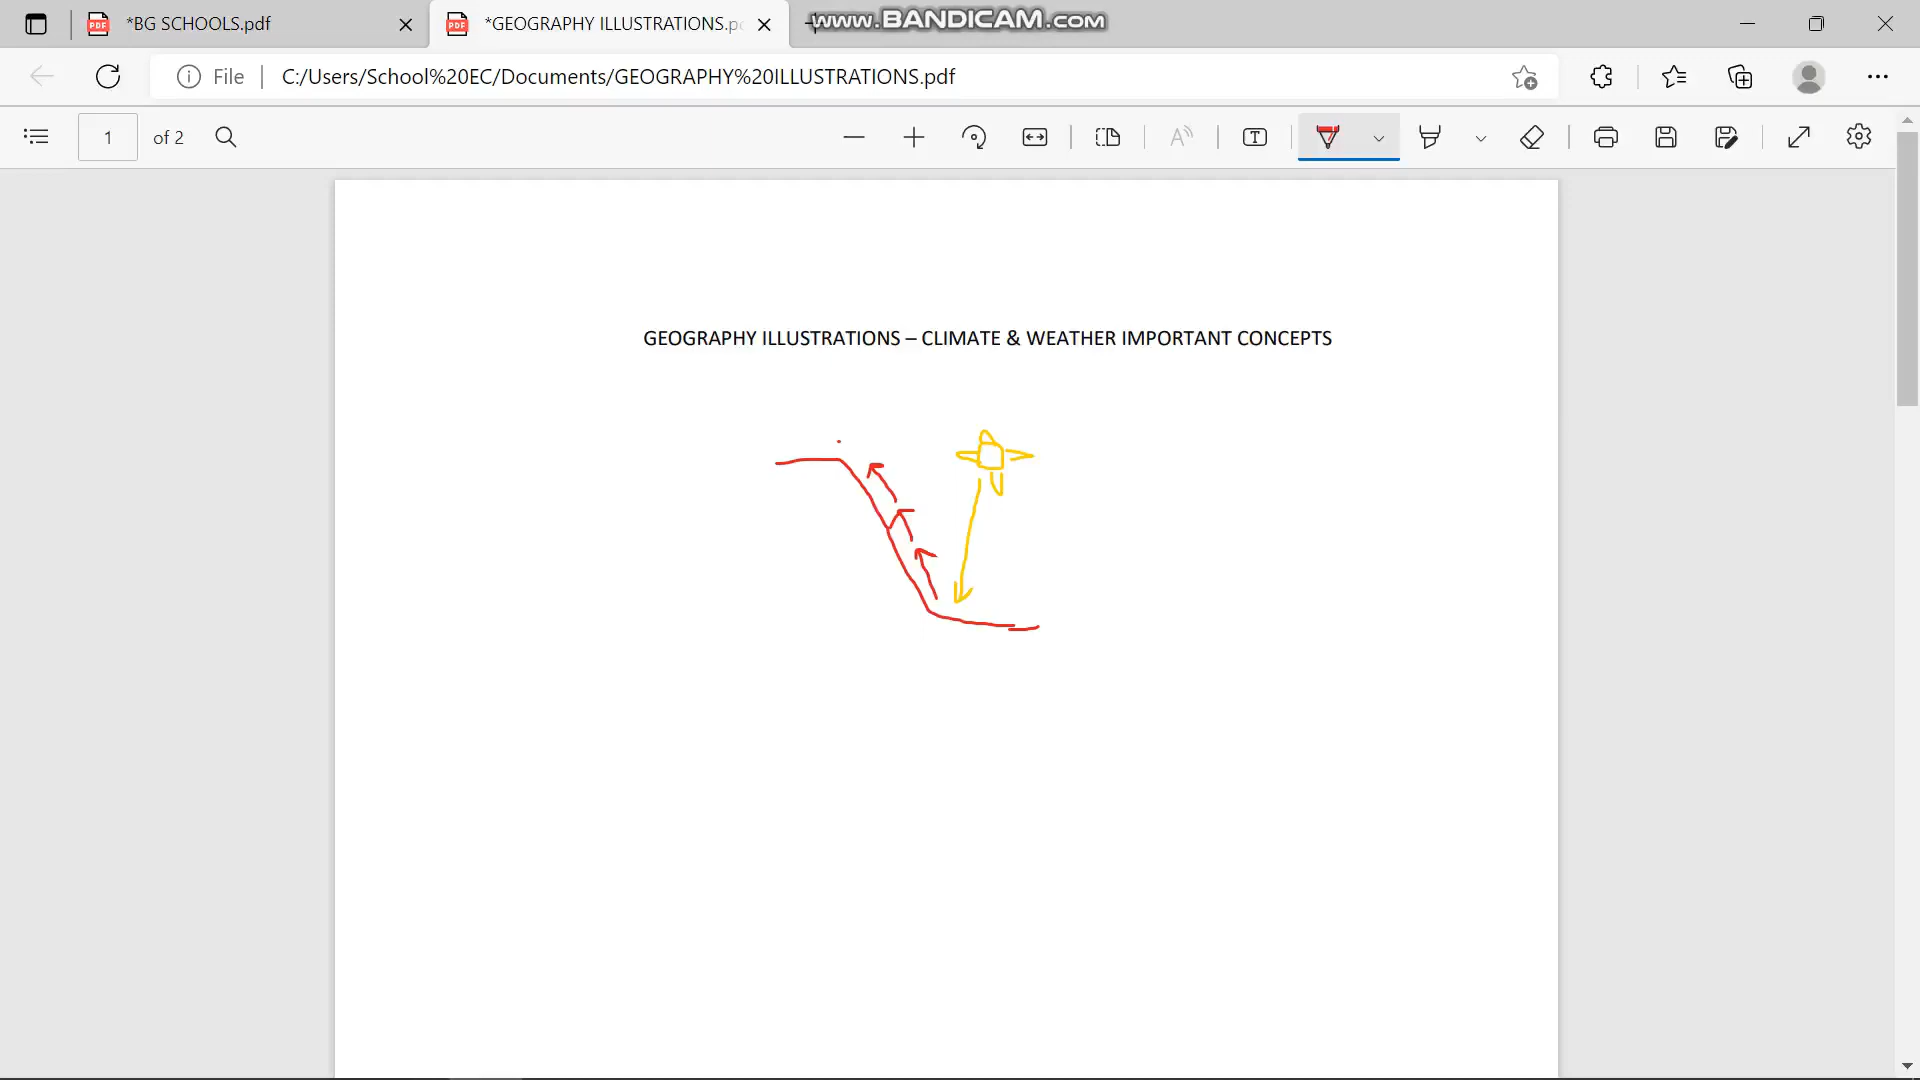 *BG SCHOOLS.pdf
*GEOGRAPHY ILLUSTRATIONS.pd
www.BANDICAM.com
File
C:/Users/School%20EC/Documents/GEOGRAPHY%20ILLUSTRATIONS.pdf
1 of 2
GEOGRAPHY ILLUSTRATIONS – CLIMATE & WEATHER IMPORTANT CONCEPTS